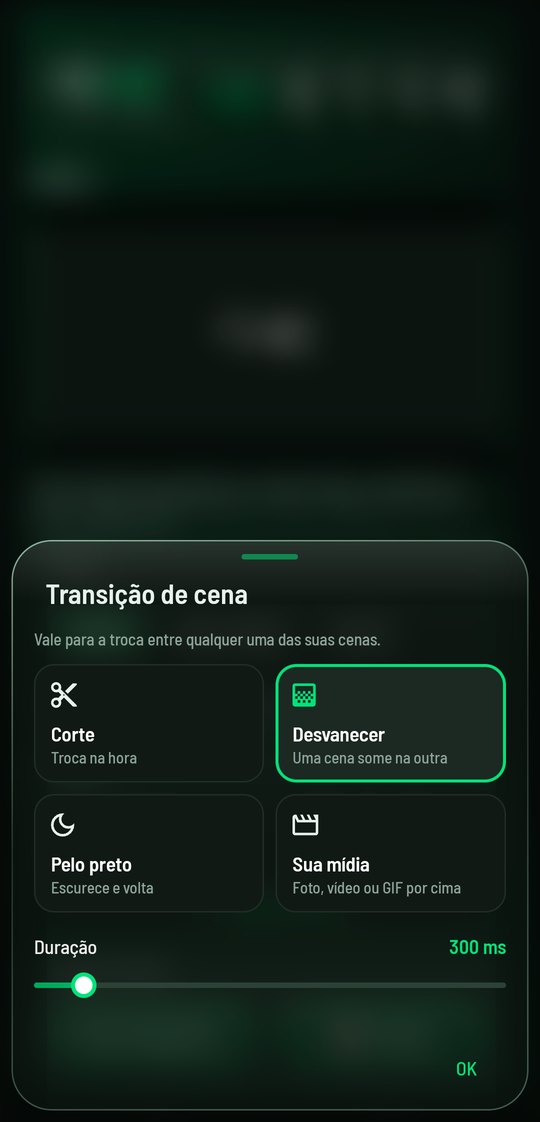 Transição de cena
Vale para a troca entre qualquer uma das suas cenas.
Corte
Troca na hora
Desvanecer
Uma cena some na outra
Pelo preto
Escurece e volta
Sua mídia
Foto, vídeo ou GIF por cima
Duração
300 ms
OK